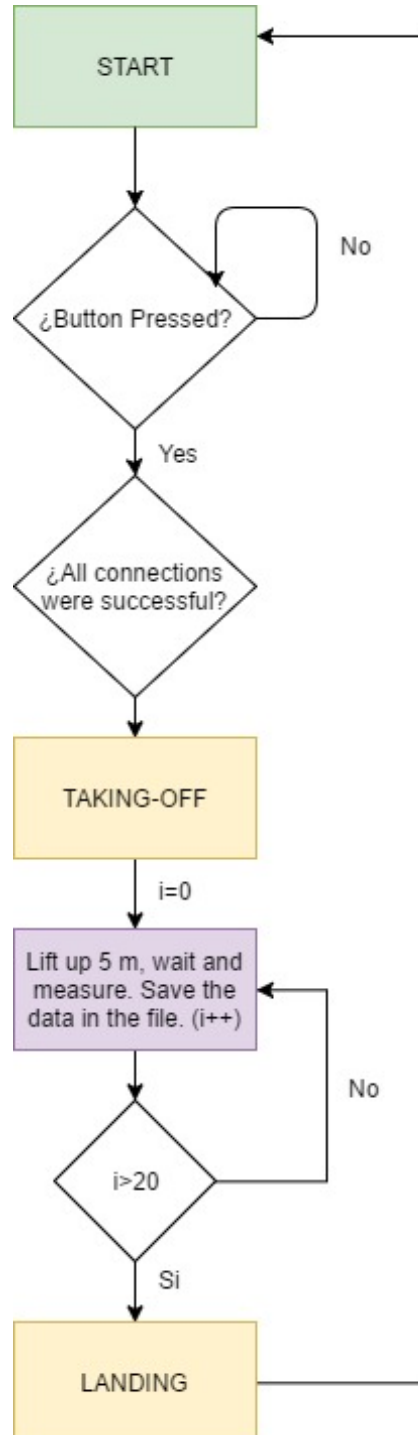 START
No
¿Button Pressed?
Yes
¿All connections
were successful?
TAKING-OFF
i=0
Lift up 5 m, wait and
measure. Save the
data in the file. (i++)
No
i>20
Si
LANDING